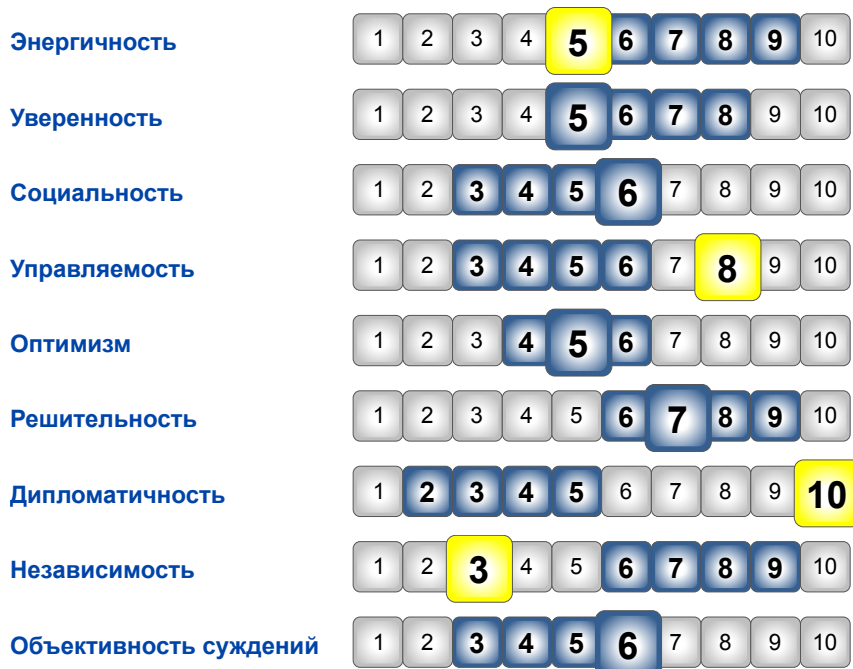 Энергичность 1 2 3 4 5 6 7 8 9 10
Уверенность 1 2 3 4 5 6 7 8 9 10
Социальность 1 2 3 4 5 6 7 8 9 10
Управляемость 1 2 3 4 5 6 7 8 9 10
Оптимизм 1 2 3 4 5 6 7 8 9 10
Решительность 1 2 3 4 5 6 7 8 9 10
Дипломатичность 1 2 3 4 5 6 7 8 9 10
Независимость 1 2 3 4 5 6 7 8 9 10
Объективность суждений 1 2 3 4 5 6 7 8 9 10